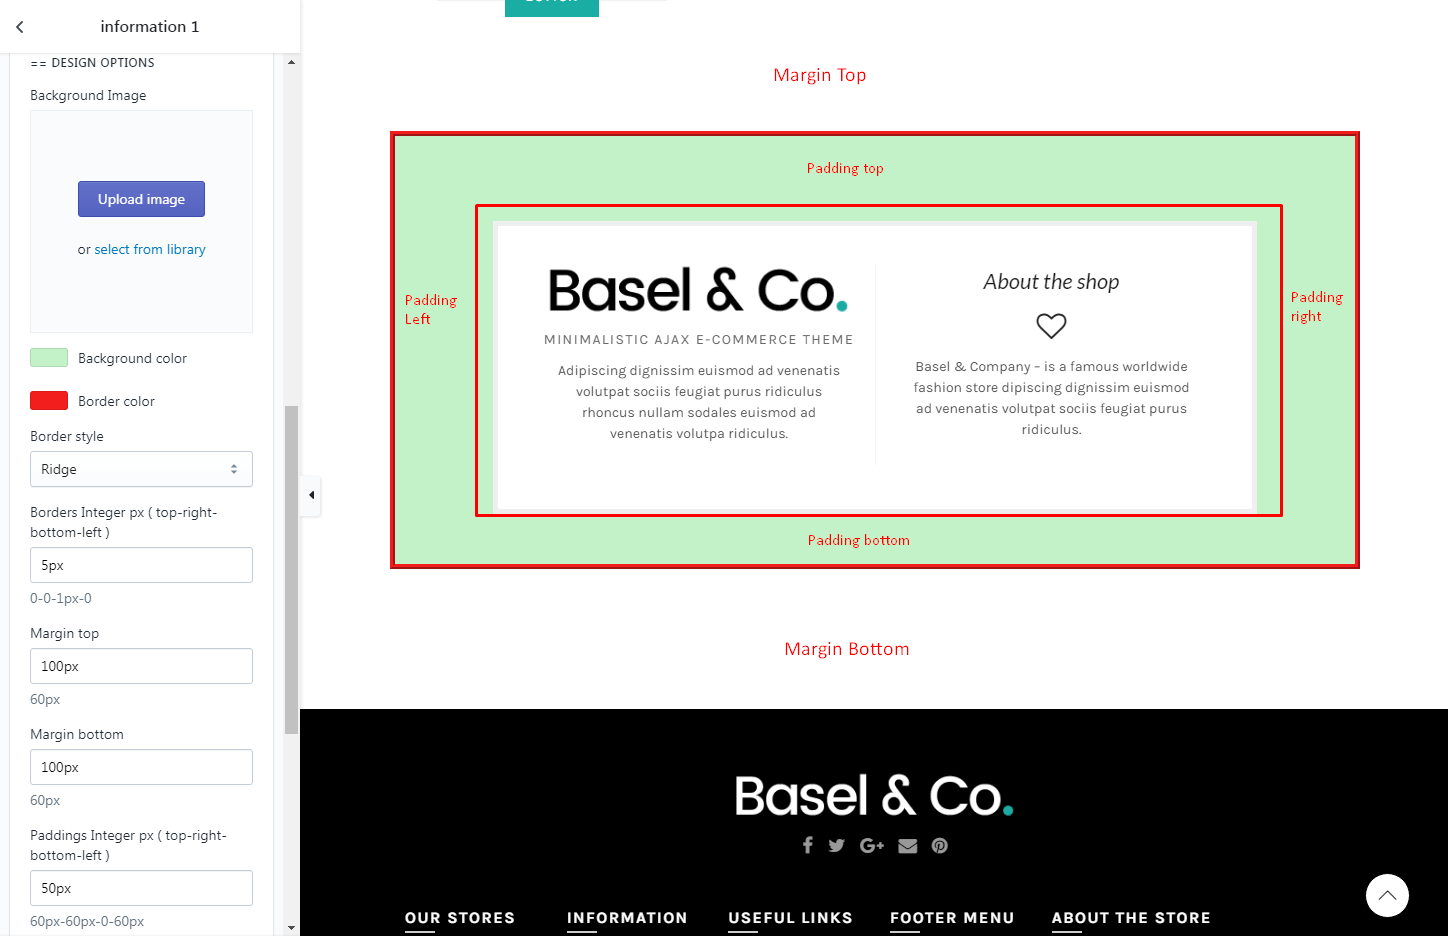 information 1
== DESIGN OPTIONS
Background Image
Upload image
or select from library
Background color
Border color
Border style
Ridge
Borders Integer px ( top-right-
bottom-left )
5px
0-0-1px-0
Margin top
100px
60px
Margin bottom
100px
60px
Paddings Integer px ( top-right-
bottom-left )
50px
60px-60px-0-60px
Margin Top
Padding top
Padding
Left
Basel & Co.
MINIMALISTIC AJAX E-COMMERCE THEME
Adipiscing dignissim euismod ad venenatis
volutpat sociis feugiat purus ridiculus
rhoncus nullam sodales euismod ad
venenatis volutpa ridiculus.
About the shop
Basel & Company – is a famous worldwide
fashion store dipiscing dignissim euismod
ad venenatis volutpat sociis feugiat purus
ridiculus.
Padding
right
Padding bottom
Margin Bottom
Basel & Co.
OUR STORES
INFORMATION
USEFUL LINKS
FOOTER MENU
ABOUT THE STORE